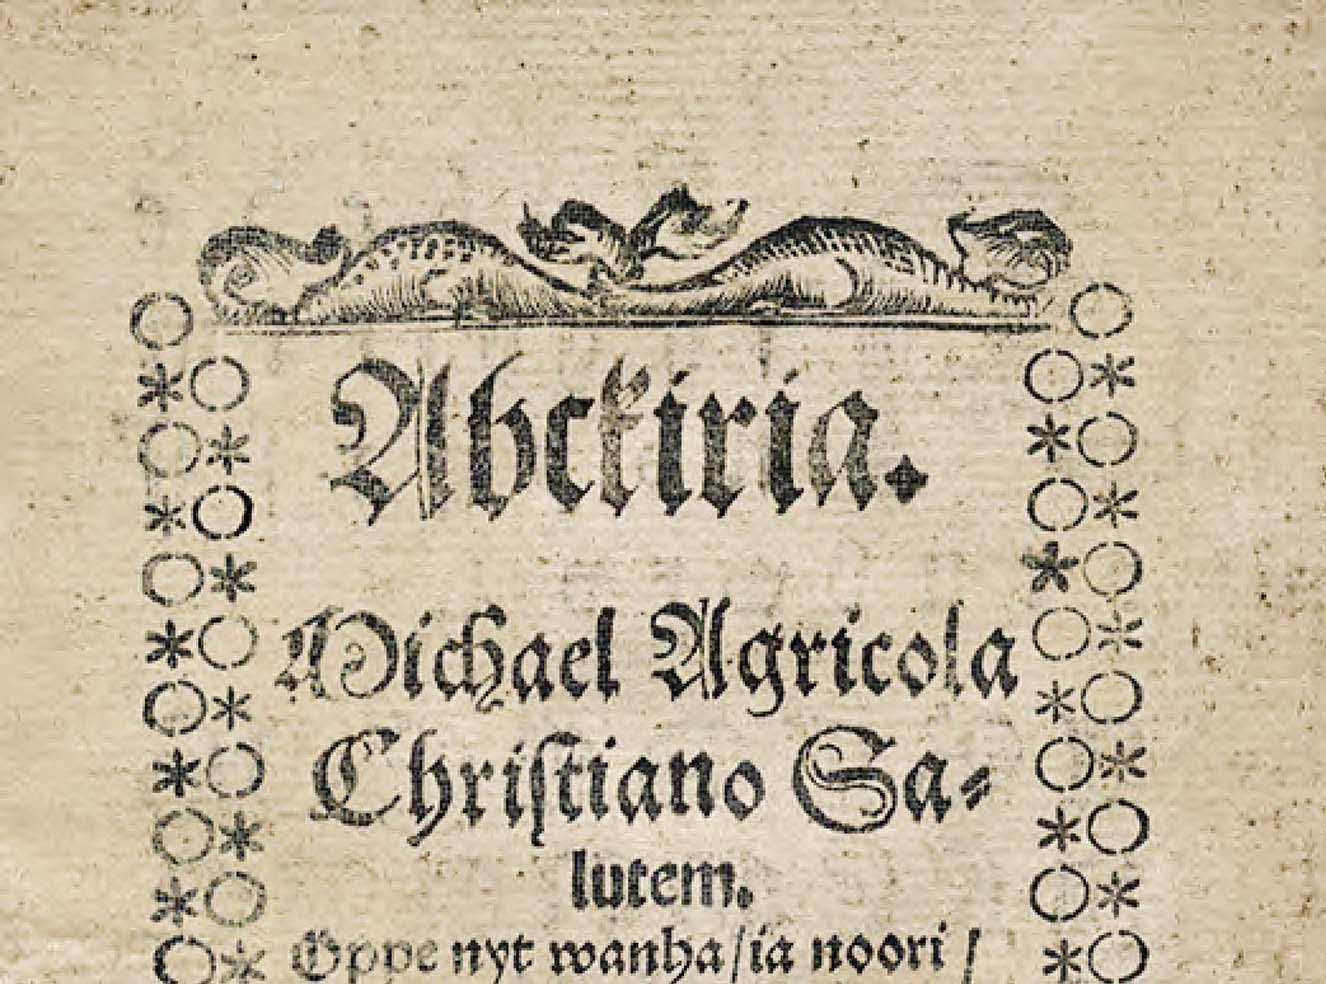 Abckiria.
Michael Agricola
Chriſtiano Sa⸗
lutem.
Oppe nyt wanha/ia noori /